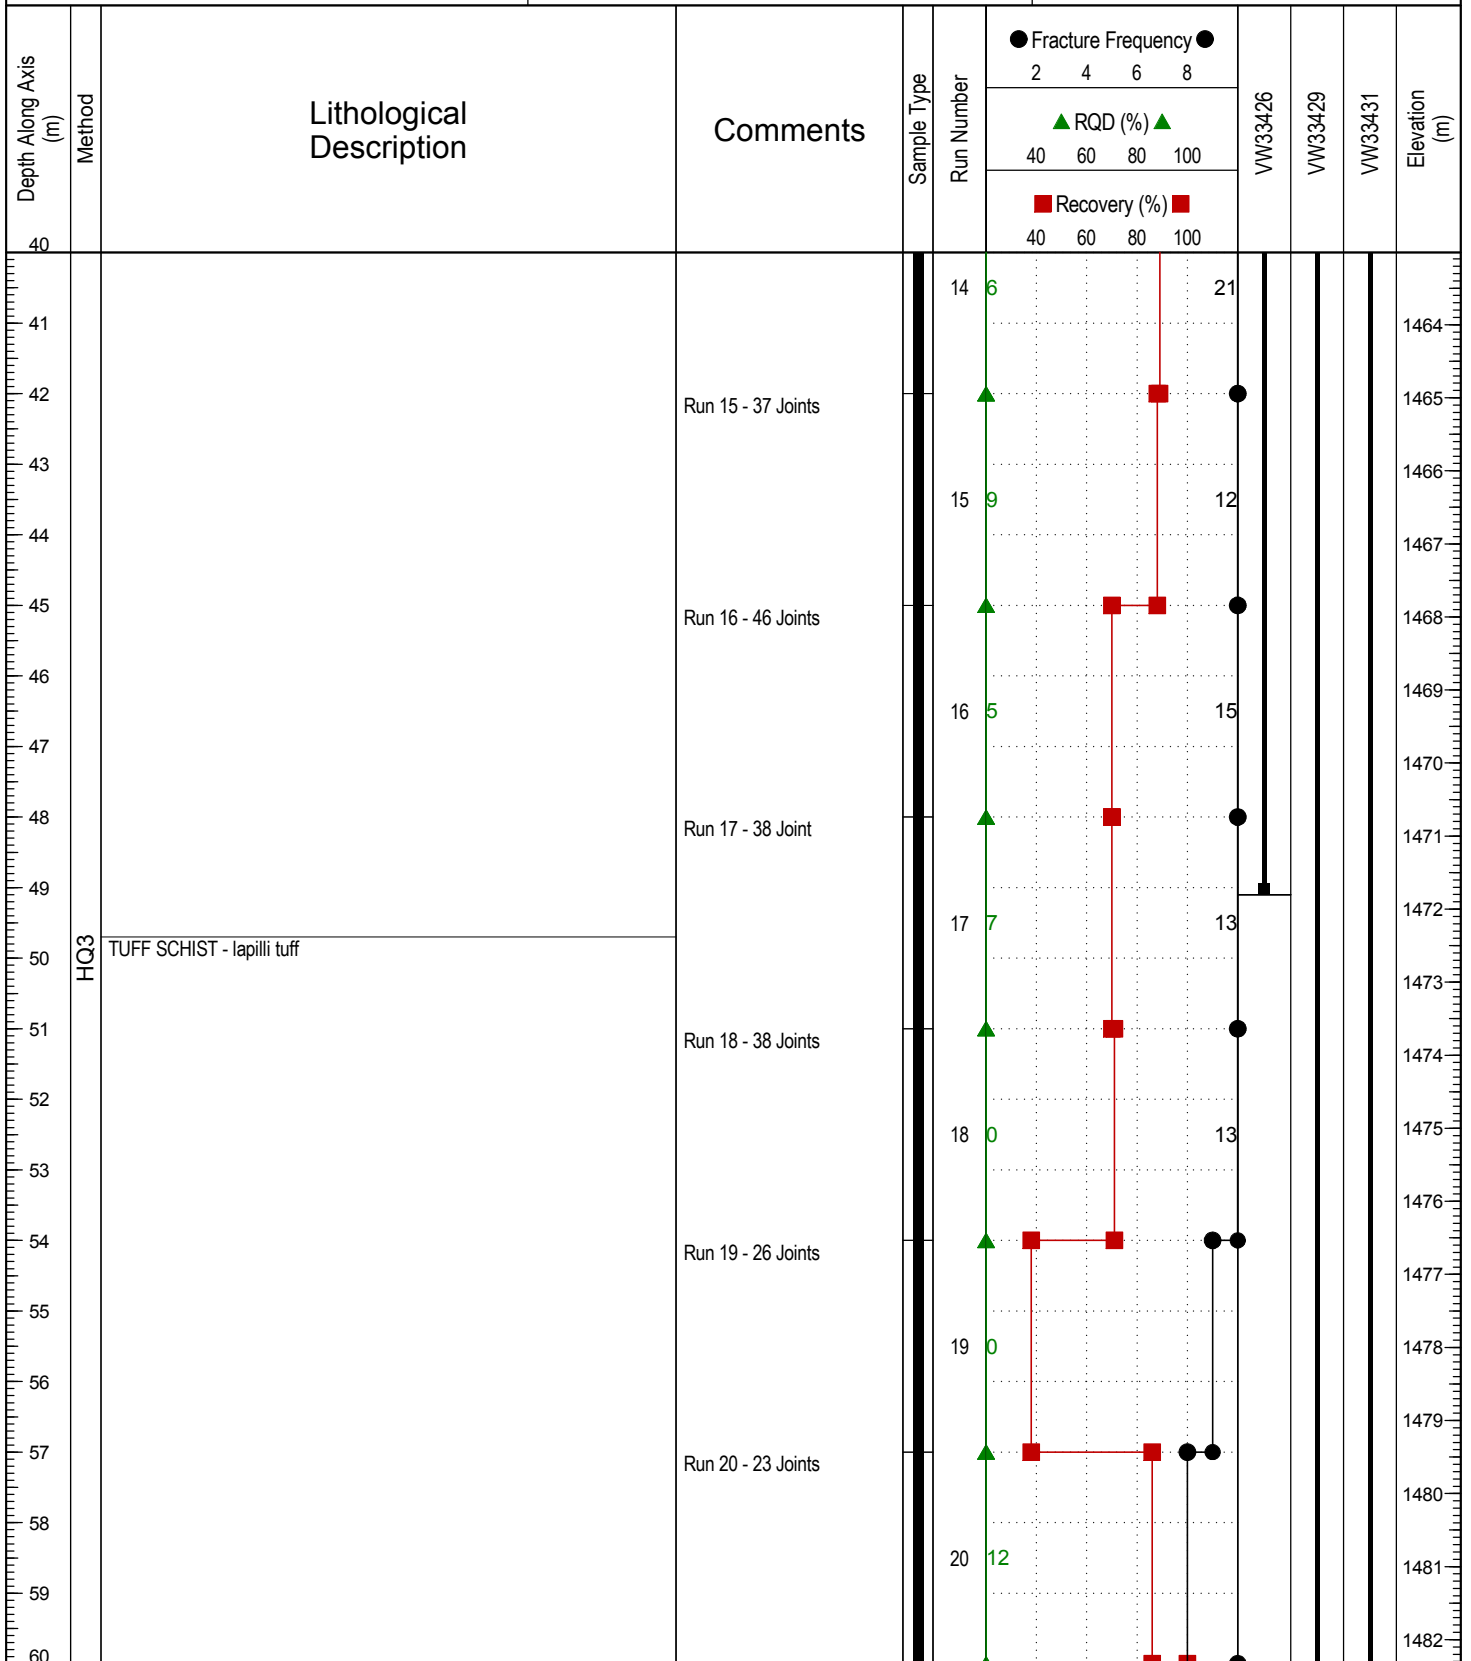 Depth Along Axis
(m)
Method
Lithological
Description
Comments
Sample Type
Run Number
Fracture Frequency
2 4 6 8
RQD (%)
40 60 80 100
Recovery (%)
40 60 80 100
VW33426
VW33429
VW33431
Elevation
(m)
40
14 6 21
41
1464
42
Run 15 - 37 Joints
1465
43
1466
15 9 12
44
1467
45
Run 16 - 46 Joints
1468
46
1469
16 5 15
47
1470
48
Run 17 - 38 Joint
1471
49
1472
17 7 13
HQ3
TUFF SCHIST - lapilli tuff
50
1473
51
Run 18 - 38 Joints
1474
52
1475
18 0 13
53
1476
54
Run 19 - 26 Joints
1477
55
1478
19 0
56
1479
57
Run 20 - 23 Joints
1480
58
20 12
1481
59
1482
60